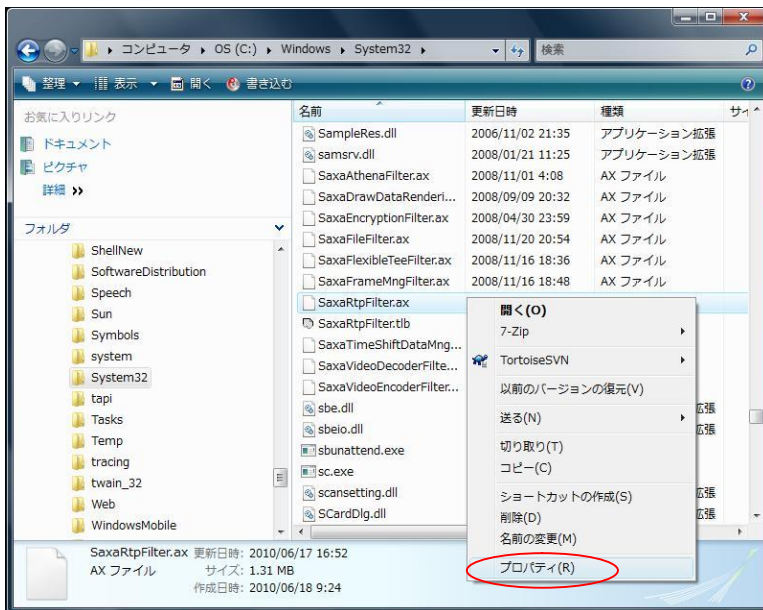 コンピュータ ▸ OS (C:) ▸ Windows ▸ System32 ▸
検索
整理 表示 開く 書き込む
お気に入りリンク
ドキュメント
ピクチャ
詳細 »
フォルダ
ShellNew
SoftwareDistribution
Speech
Sun
Symbols
system
System32
tapi
Tasks
Temp
tracing
twain_32
Web
WindowsMobile
名前 更新日時 種類 サイ
SampleRes.dll 2006/11/02 21:35 アプリケーション拡張
samsrv.dll 2008/01/21 11:25 アプリケーション拡張
SaxaAthenaFilter.ax 2008/11/01 4:08 AX ファイル
SaxaDrawDataRenderi... 2008/09/09 20:32 AX ファイル
SaxaEncryptionFilter.ax 2008/04/30 23:59 AX ファイル
SaxaFileFilter.ax 2008/11/20 20:54 AX ファイル
SaxaFlexibleTeeFilter.ax 2008/11/16 18:36 AX ファイル
SaxaFrameMngFilter.ax 2008/11/16 18:48 AX ファイル
SaxaRtpFilter.ax
SaxaRtpFilter.tlb
SaxaTimeShiftDataMng...
SaxaVideoDecoderFilte...
SaxaVideoEncoderFilter...
sbe.dll 拡張
sbeio.dll 拡張
sbunattend.exe
sc.exe
scansetting.dll 拡張
SCardDlg.dll 拡張
開く(O)
7-Zip
TortoiseSVN
以前のバージョンの復元(V)
送る(N)
切り取り(T)
コピー(C)
ショートカットの作成(S)
削除(D)
名前の変更(M)
プロパティ(R)
SaxaRtpFilter.ax 更新日時: 2010/06/17 16:52
AX ファイル サイズ: 1.31 MB
作成日時: 2010/06/18 9:24